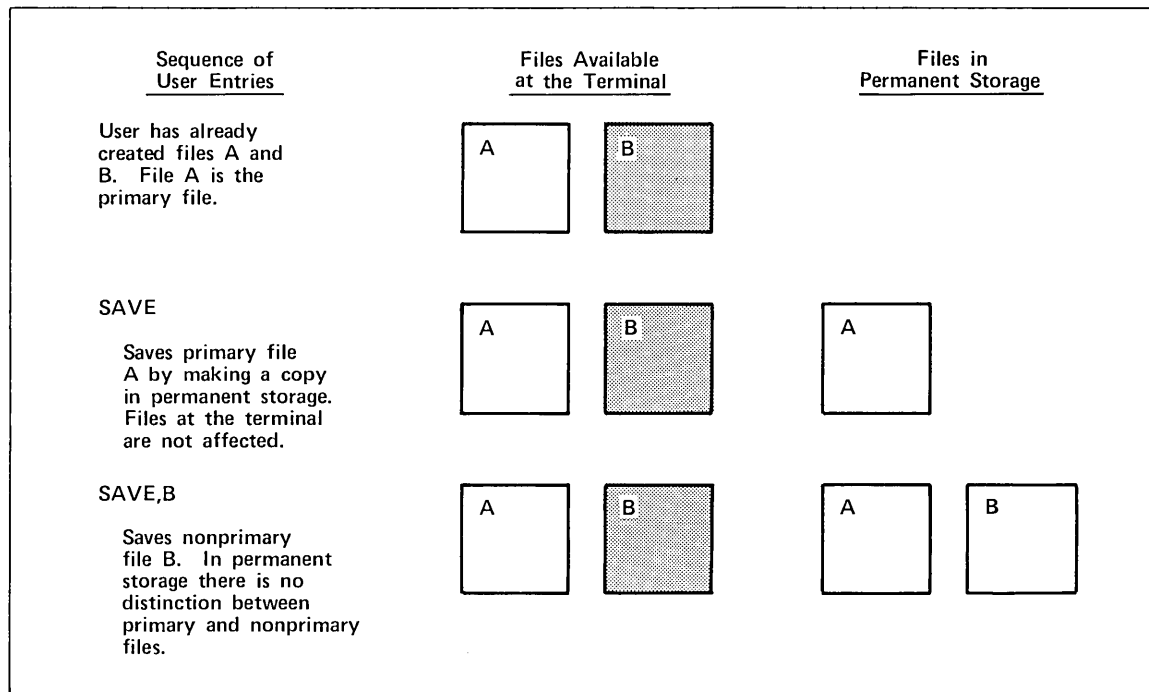 Sequence of
User Entries
Files Available
at the Terminal
Files in
Permanent Storage
User has already
created files A and
B. File A is the
primary file.
A
B
SAVE
Saves primary file
A by making a copy
in permanent storage.
Files at the terminal
are not affected.
A
B
A
SAVE,B
Saves nonprimary
file B. In permanent
storage there is no
distinction between
primary and nonprimary
files.
A
B
A
B